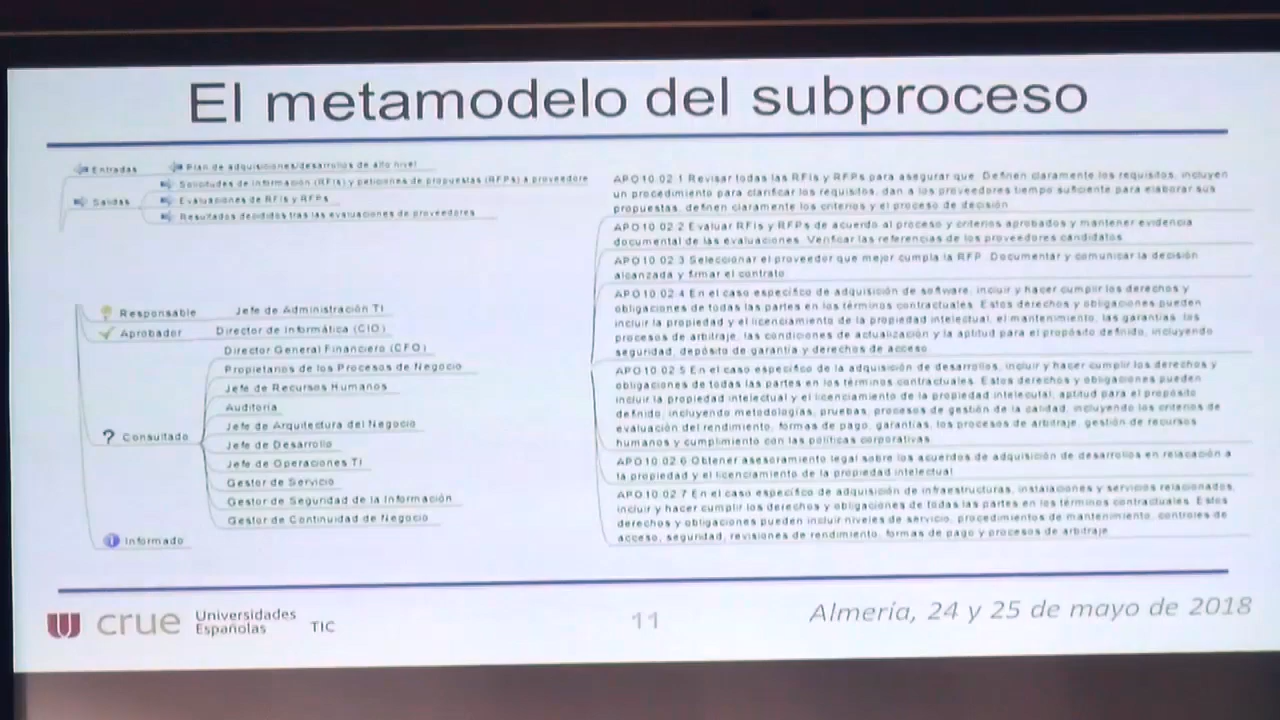 El metamodelo del subproceso
Entradas
Plan de adquisiciones/desarrollos de alto nivel
Salidas
Solicitudes de información (RFIs) y peticiones de propuestas (RFPs) a proveedore
Evaluaciones de RFIs y RFPs
Resultados decididos tras las evaluaciones de proveedores
Responsable
Jefe de Administración TI
Aprobador
Director de Informática (CIO)
? Consultado
Director General Financiero (CFO)
Propietarios de los Procesos de Negocio
Jefe de Recursos Humanos
Auditoría
Jefe de Arquitectura del Negocio
Jefe de Desarrollo
Jefe de Operaciones TI
Gestor de Servicio
Gestor de Seguridad de la Información
Gestor de Continuidad de Negocio
Informado
APO10.02.1 Revisar todas las RFIs y RFPs para asegurar que: Definen claramente los requisitos, incluyen
un procedimiento para clarificar los requisitos, dan a los proveedores tiempo suficiente para elaborar sus
propuestas, definen claramente los criterios y el proceso de decisión
APO10.02.2 Evaluar RFIs y RFPs de acuerdo al proceso y criterios aprobados y mantener evidencia
documental de las evaluaciones. Verificar las referencias de los proveedores candidatos.
APO10.02.3 Seleccionar el proveedor que mejor cumpla la RFP. Documentar y comunicar la decisión
alcanzada y firmar el contrato
APO10.02.4 En el caso específico de adquisición de software, incluir y hacer cumplir los derechos y
obligaciones de todas las partes en los términos contractuales. Estos derechos y obligaciones pueden
incluir la propiedad y el licenciamiento de la propiedad intelectual, el mantenimiento, las garantías, los
procesos de arbitraje, las condiciones de actualización y la aptitud para el propósito definido, incluyendo
seguridad, depósito de garantía y derechos de acceso.
APO10.02.5 En el caso específico de la adquisición de desarrollos, incluir y hacer cumplir los derechos y
obligaciones de todas las partes en los términos contractuales. Estos derechos y obligaciones pueden
incluir la propiedad intelectual y el licenciamiento de la propiedad intelecutal, aptitud para el propósito
definido, incluyendo metodologías, pruebas, procesos de gestión de la calidad, incluyendo los criterios de
evaluación del rendimiento, formas de pago, garantías, los procesos de arbitraje, gestión de recursos
humanos y cumplimiento con las políticas corporativas.
APO10.02.6 Obtener asesoramiento legal sobre los acuerdos de adquisición de desarrollos en relacación a
la propiedad y el licenciamiento de la propiedad intelectual
APO10.02.7 En el caso específico de adquisición de infraestructuras, instalaciones y servicios relacionados,
incluir y hacer cumplir los derechos y obligaciones de todas las partes en los términos contractuales. Estos
derechos y obligaciones pueden incluir niveles de servicio, procedimientos de mantenimiento, controles de
acceso, seguridad, revisiones de rendimiento, formas de pago y procesos de arbitraje
crue Universidades
Españolas
TIC
11
Almería, 24 y 25 de mayo de 2018